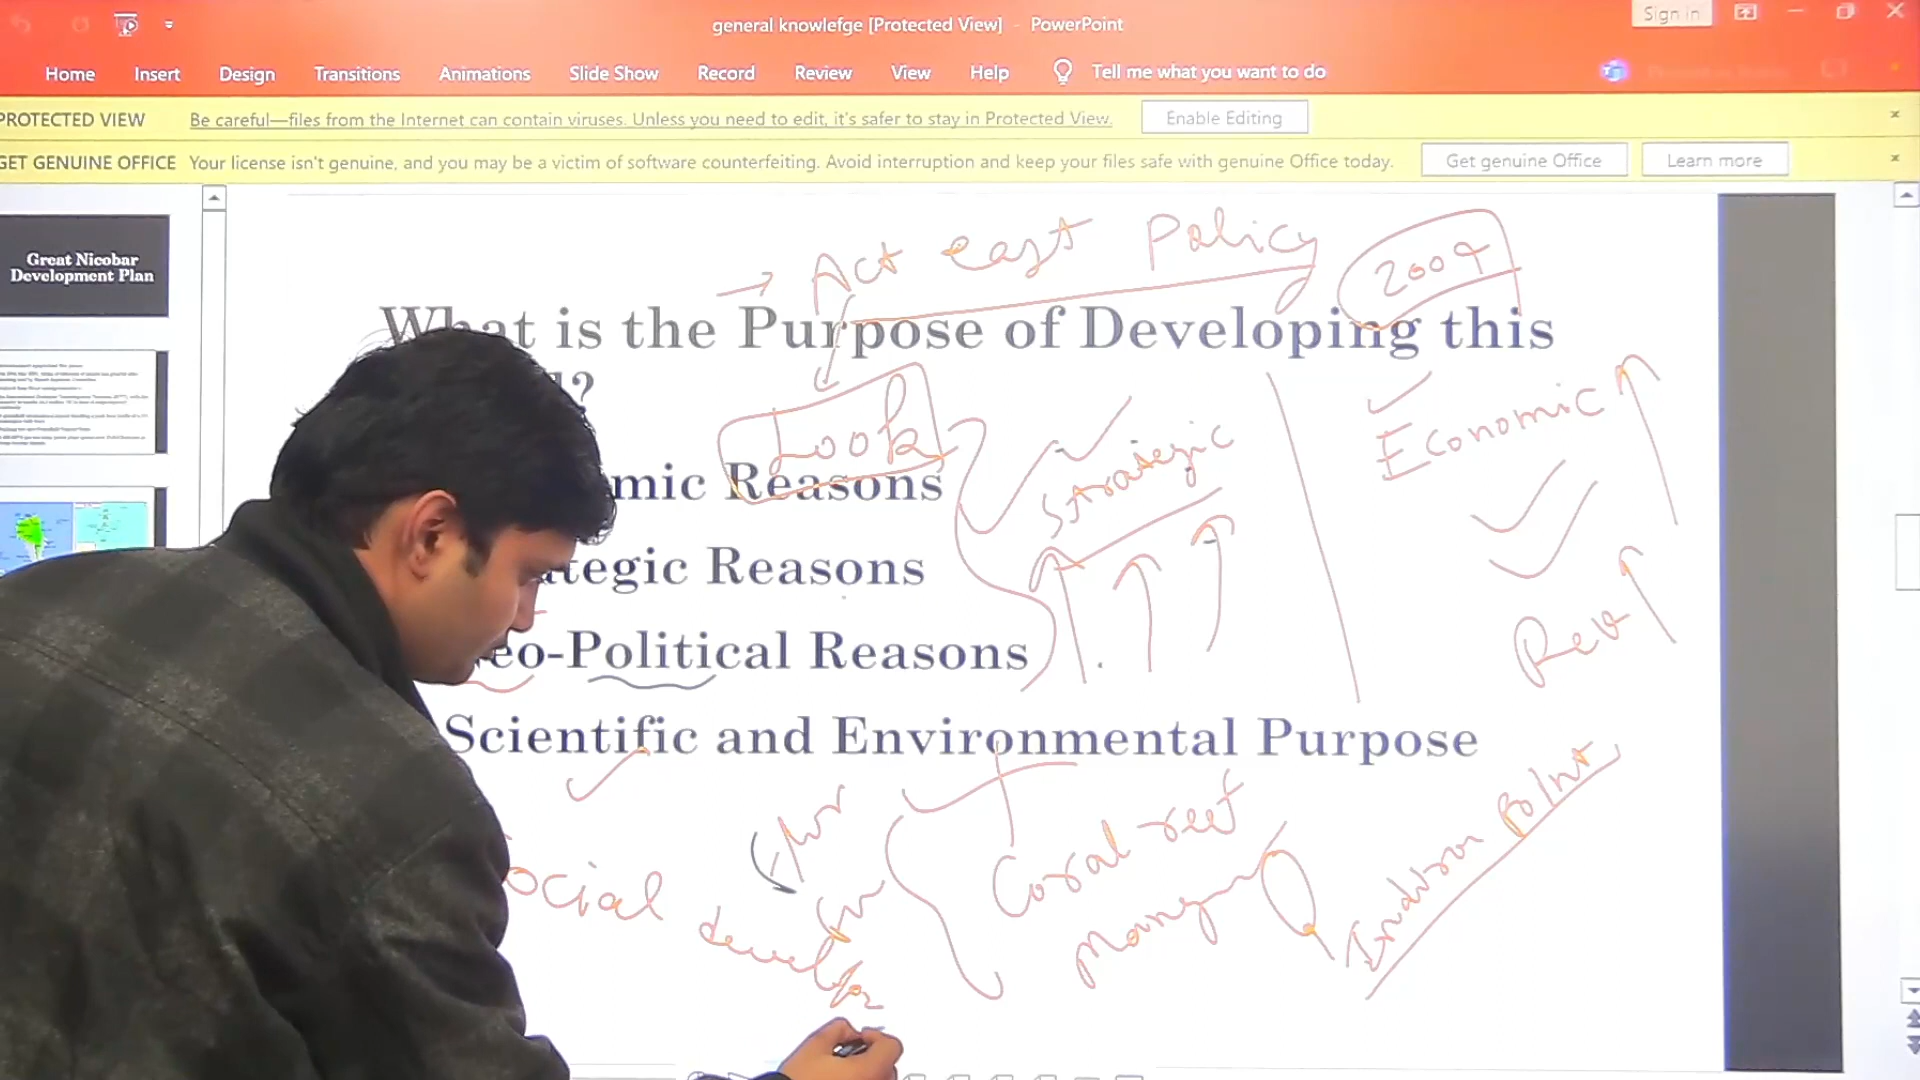 general knowlefge [Protected View] - PowerPoint
Sign in
Home Insert Design Transitions Animations Slide Show Record Review View Help Tell me what you want to do
PROTECTED VIEW Be careful—files from the Internet can contain viruses. Unless you need to edit, it's safer to stay in Protected View. Enable Editing
GET GENUINE OFFICE Your license isn't genuine, and you may be a victim of software counterfeiting. Avoid interruption and keep your files safe with genuine Office today. Get genuine Office Learn more
Great Nicobar
Development Plan
Act east Policy 2009
What is the Purpose of Developing this
?
Look
Strategic
Economic
mic Reasons
tegic Reasons
eo-Political Reasons
Rev
Scientific and Environmental Purpose
Coral reef
ocial
Point